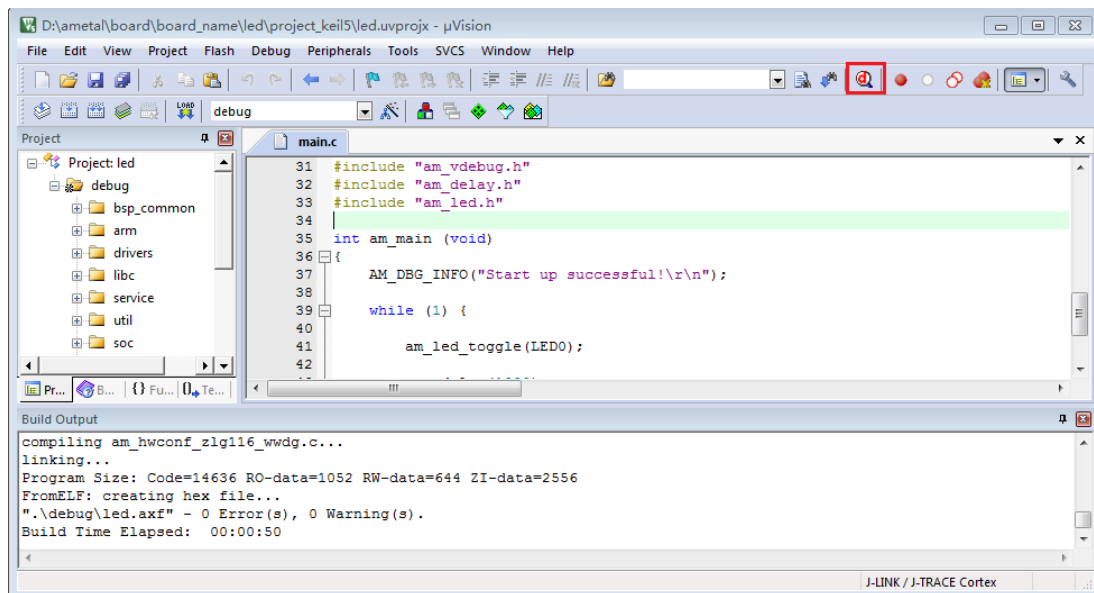 D:\ametal\board\board_name\led\project_keil5\led.uvprojx - µVision
File Edit View Project Flash Debug Peripherals Tools SVCS Window Help
LOAD debug
Project
main.c
Project: led
debug
bsp_common
arm
drivers
libc
service
util
soc
31 #include "am_vdebug.h"
32 #include "am_delay.h"
33 #include "am_led.h"
34
35 int am_main (void)
36 {
37 AM_DBG_INFO("Start up successful!\r\n");
38
39 while (1) {
40
41 am_led_toggle(LED0);
42
Pr... B... {} Fu... 0 Te...
Build Output
compiling am_hwconf_zlg116_wwdg.c...
linking...
Program Size: Code=14636 RO-data=1052 RW-data=644 ZI-data=2556
FromELF: creating hex file...
".\debug\led.axf" - 0 Error(s), 0 Warning(s).
Build Time Elapsed: 00:00:50
J-LINK / J-TRACE Cortex